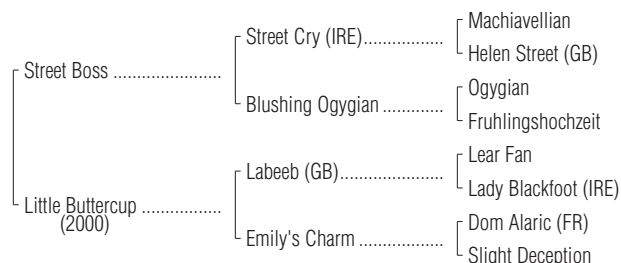 Machiavellian
Street Cry (IRE)................
Helen Street (GB)
Street Boss ......................
Ogygian
Blushing Ogygian ............
Fruhlingshochzeit
Lear Fan
Labeeb (GB)....................
Lady Blackfoot (IRE)
Little Buttercup ................
(2000)
Dom Alaric (FR)
Emily's Charm .................
Slight Deception